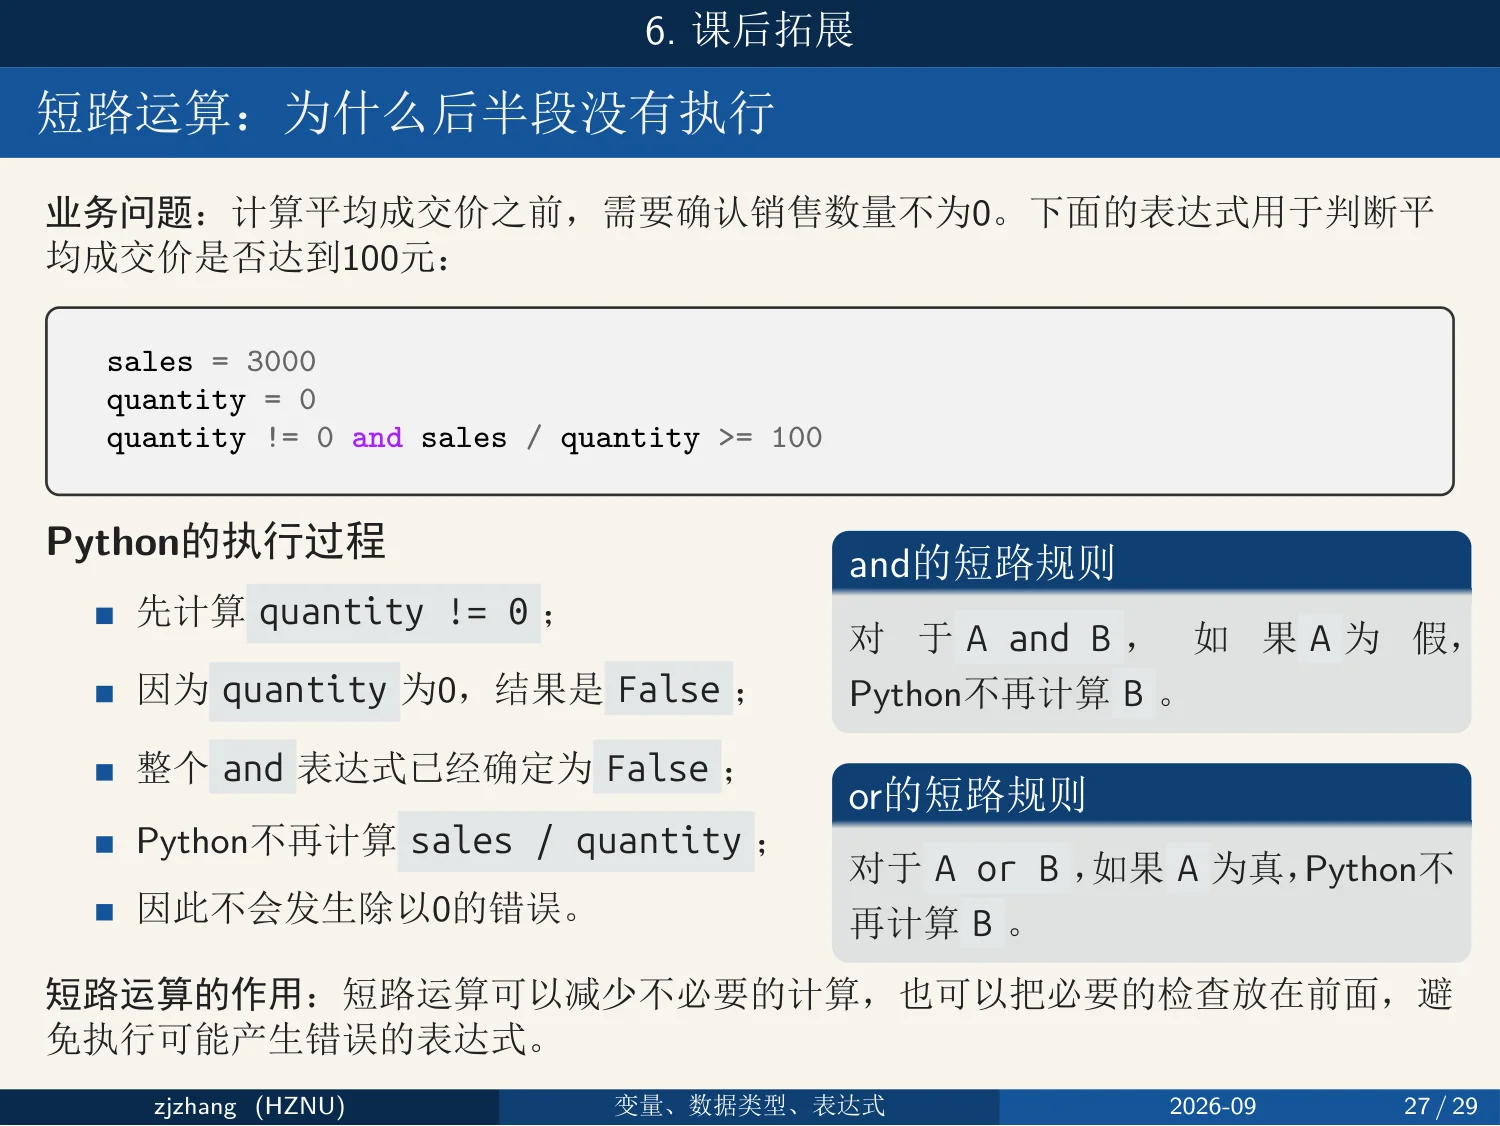 6. 课后拓展
短路运算：为什么后半段没有执行
业务问题：计算平均成交价之前，需要确认销售数量不为0。下面的表达式用于判断平
均成交价是否达到100元：
sales = 3000
quantity = 0
quantity != 0 and sales / quantity >= 100
Python的执行过程
先计算 quantity != 0；
因为 quantity 为0，结果是 False；
整个 and 表达式已经确定为 False；
Python不再计算 sales / quantity；
因此不会发生除以0的错误。
and的短路规则
对于 A and B，如果 A 为假，
Python不再计算 B。
or的短路规则
对于 A or B，如果 A 为真，Python不
再计算 B。
短路运算的作用：短路运算可以减少不必要的计算，也可以把必要的检查放在前面，避
免执行可能产生错误的表达式。
zjzhang (HZNU) 变量、数据类型、表达式 2026-09 27 / 29